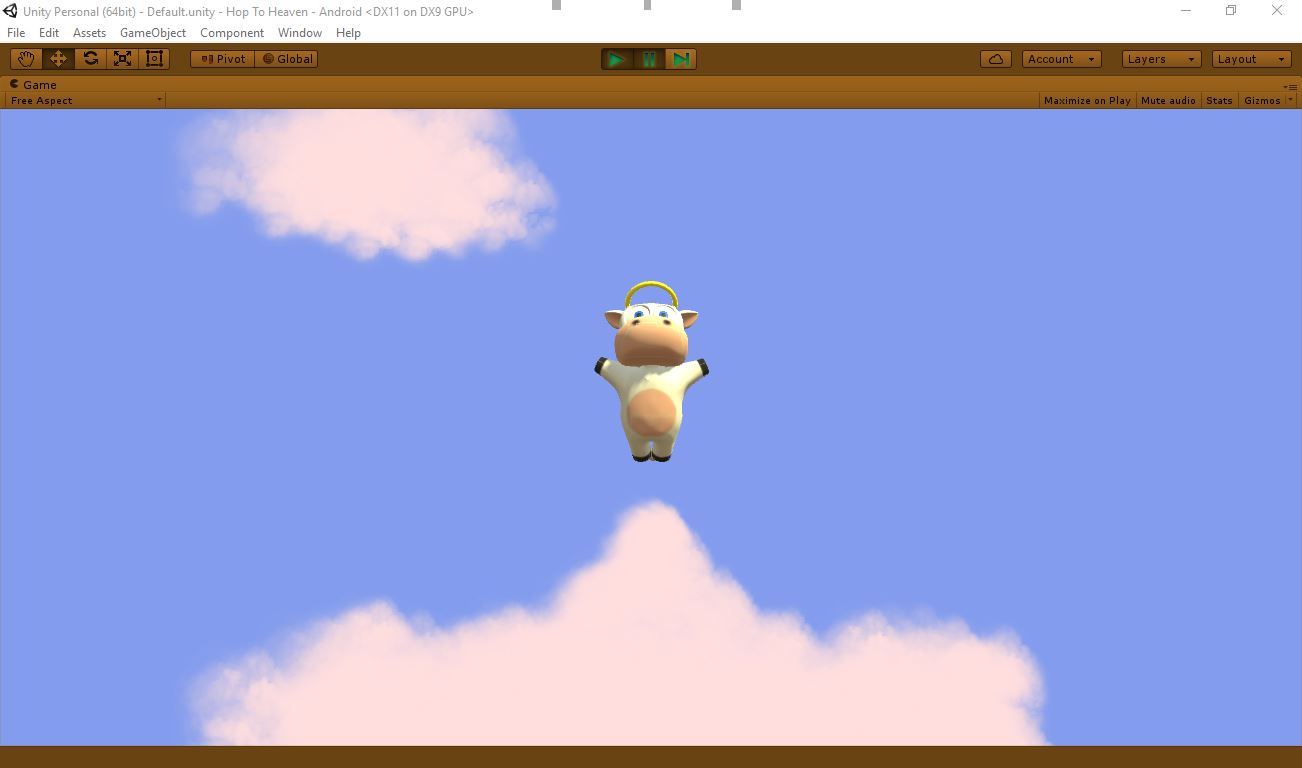 Unity Personal (64bit) - Default.unity - Hop To Heaven - Android <DX11 on DX9 GPU>
File Edit Assets GameObject Component Window Help
Pivot Global Account Layers Layout
Game
Free Aspect Maximize on Play Mute audio Stats Gizmos